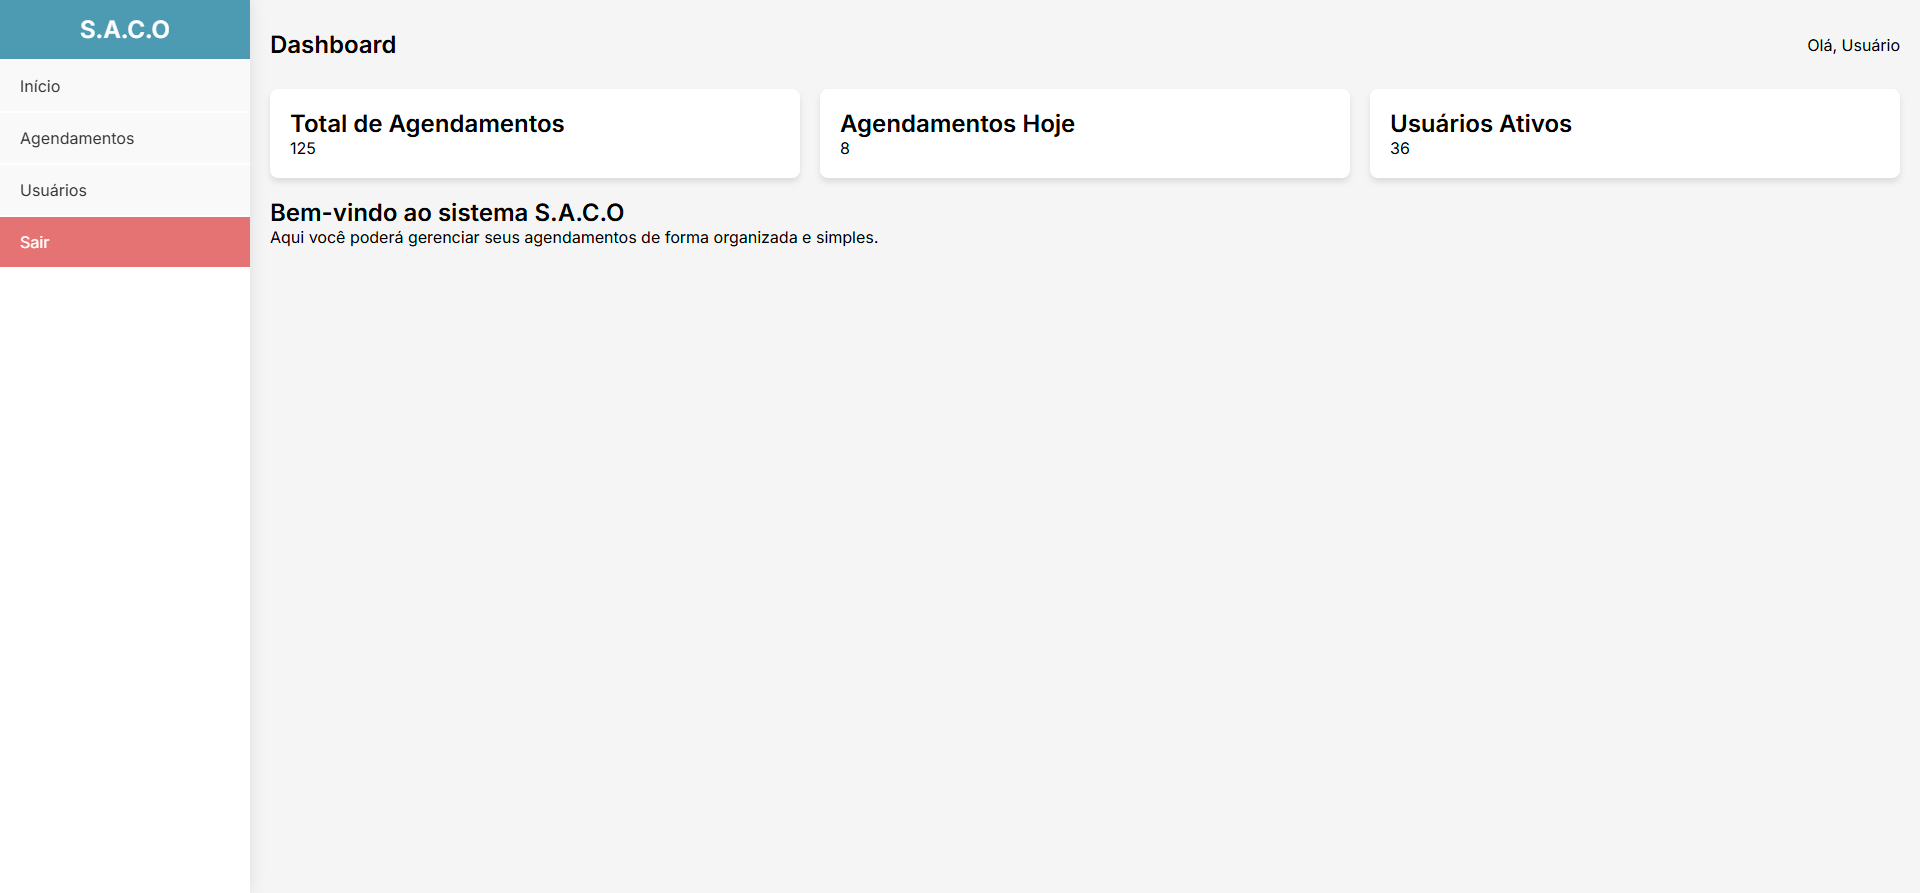 S.A.C.O
Início
Agendamentos
Usuários
Sair
Dashboard
Olá, Usuário
Total de Agendamentos
125
Agendamentos Hoje
8
Usuários Ativos
36
Bem-vindo ao sistema S.A.C.O
Aqui você poderá gerenciar seus agendamentos de forma organizada e simples.